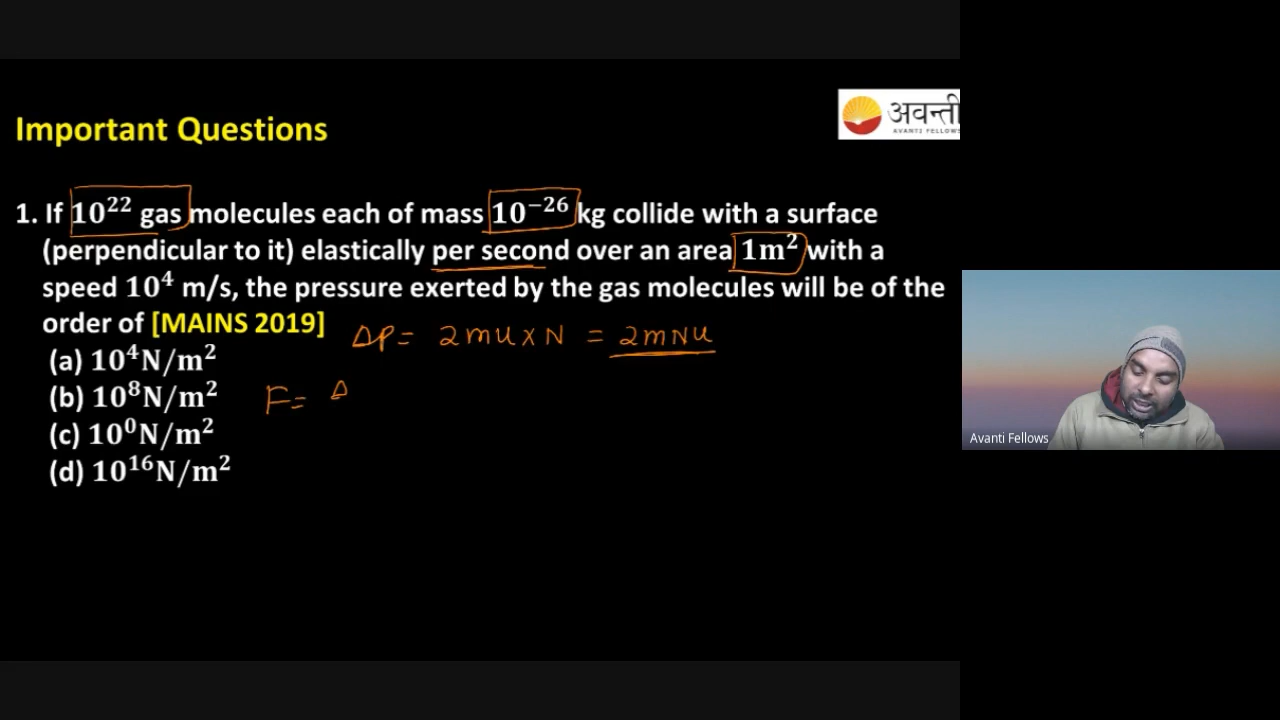 अवन्ती
AVANTI FELLOWS
Important Questions
1. If 10²² gas molecules each of mass 10⁻²⁶ kg collide with a surface
(perpendicular to it) elastically per second over an area 1m² with a
speed 10⁴ m/s, the pressure exerted by the gas molecules will be of the
order of [MAINS 2019]
ΔP = 2mu × N = 2mNu
(a) 10⁴N/m²
(b) 10⁸N/m²
F = Δ
(c) 10⁰N/m²
(d) 10¹⁶N/m²
Avanti Fellows